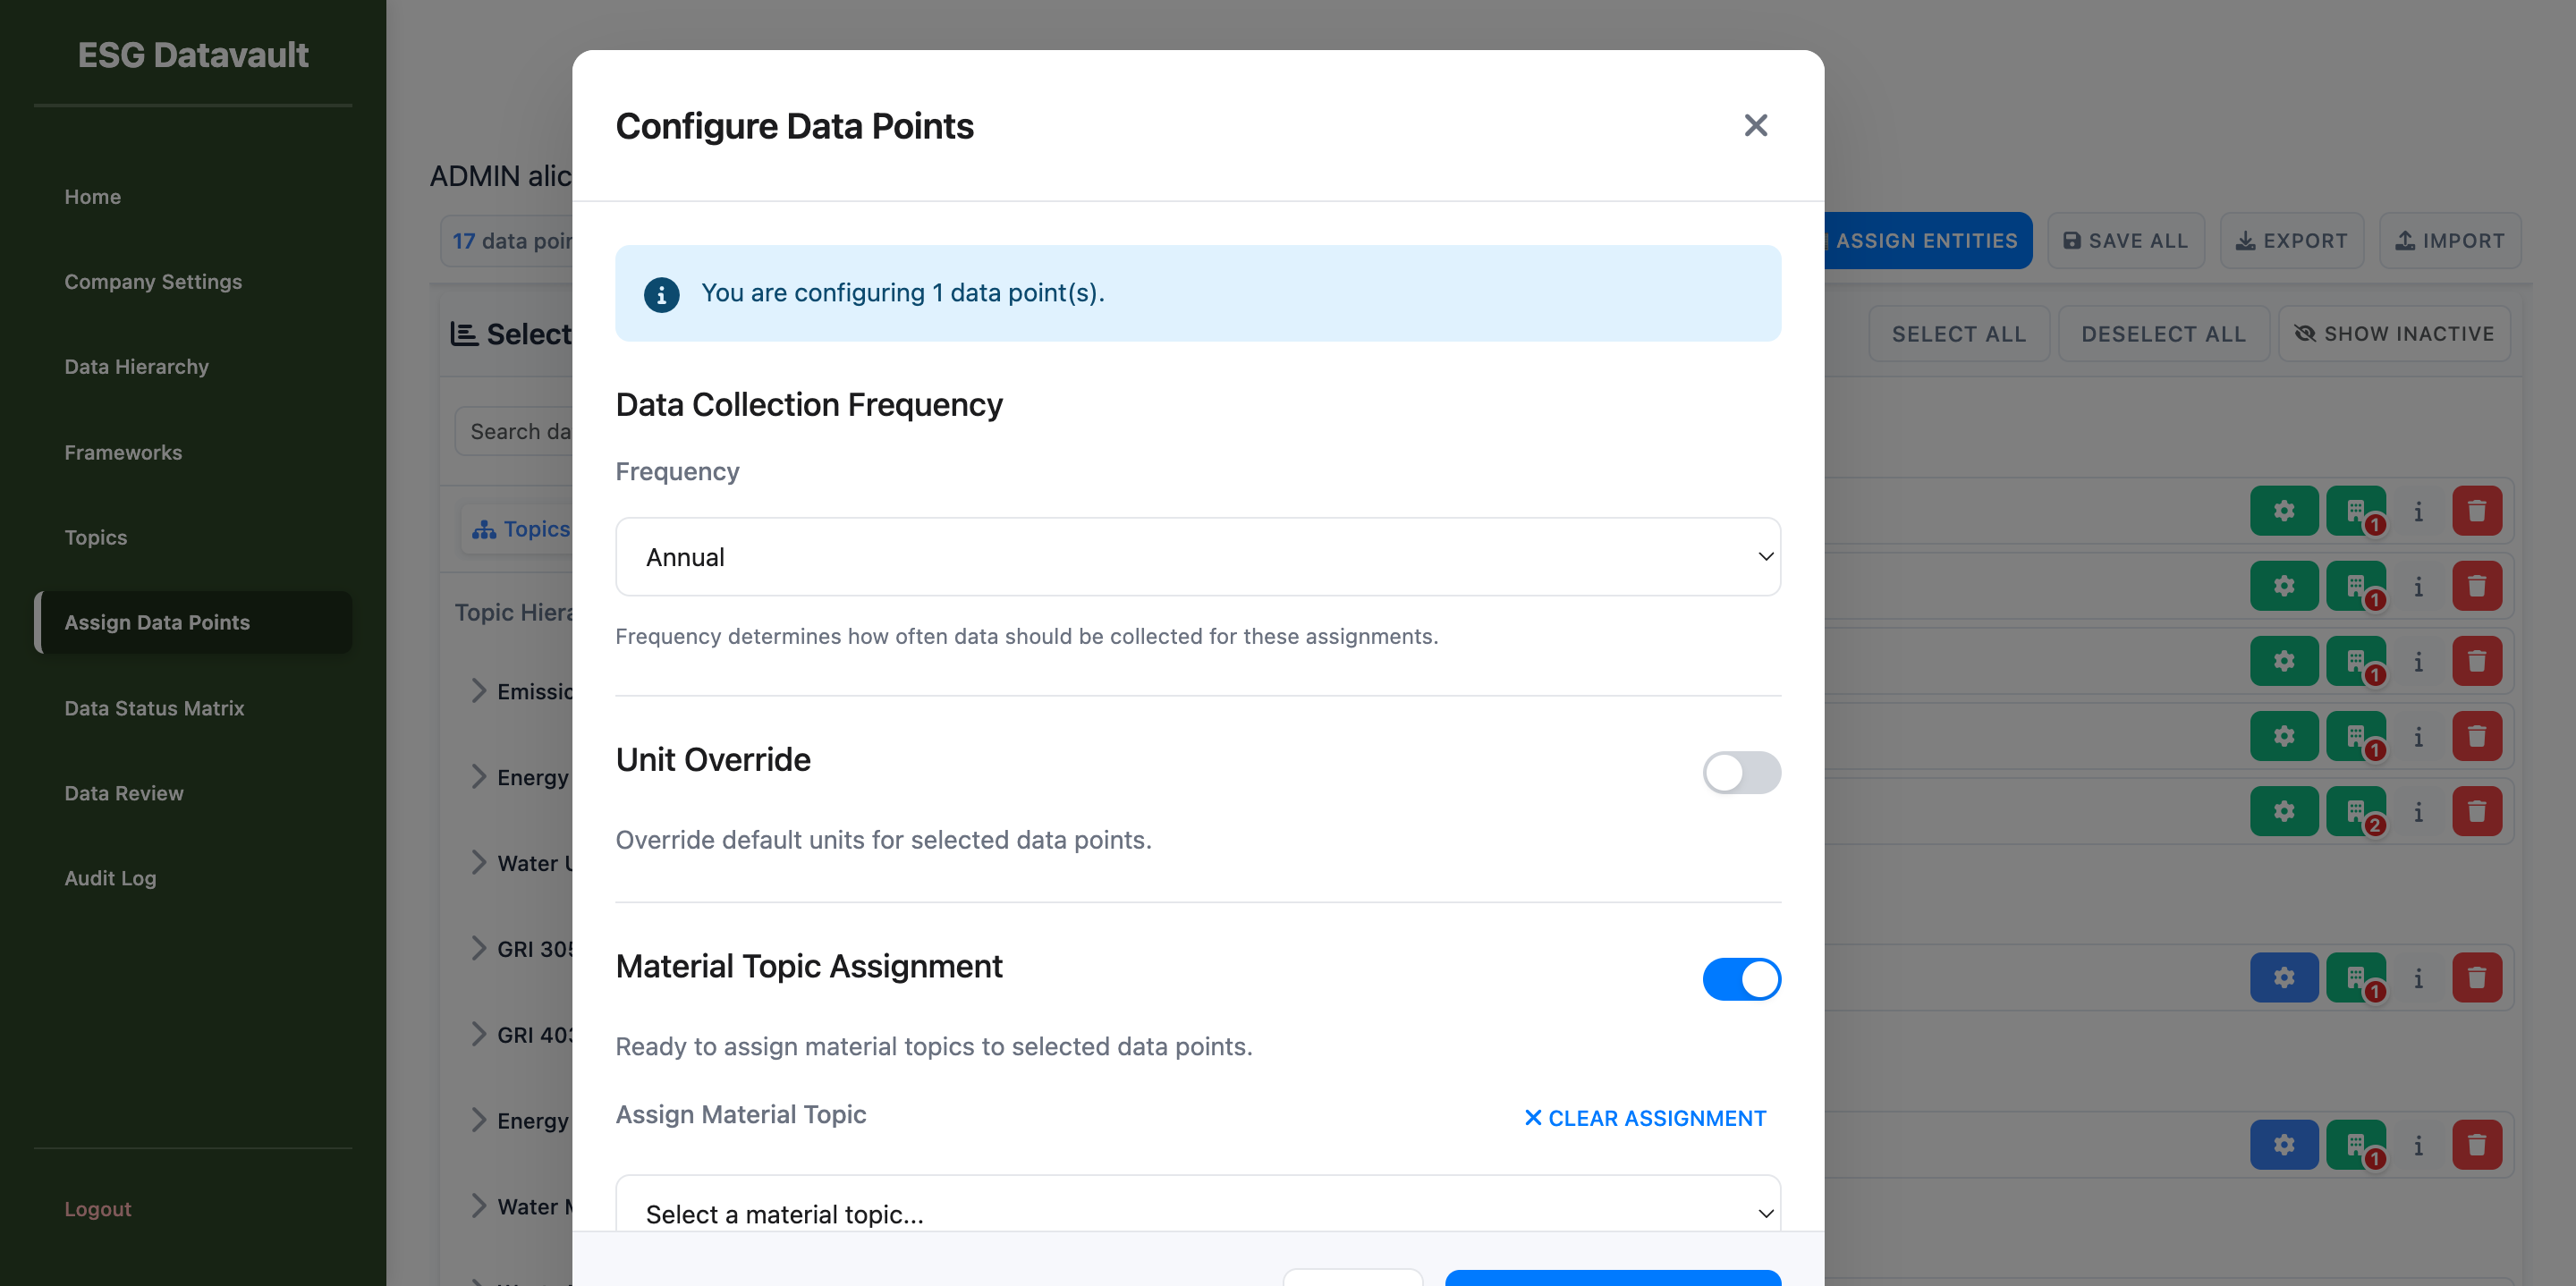 ESG Datavault
Home
Company Settings
Data Hierarchy
Frameworks
Topics
Assign Data Points
Data Status Matrix
Data Review
Audit Log
Logout
ADMIN alic
17 data poin
ASSIGN ENTITIES
SAVE ALL
EXPORT
IMPORT
Select
SELECT ALL
DESELECT ALL
SHOW INACTIVE
Search da
Topics
Topic Hiera
Emissio
Energy
Water U
GRI 305
GRI 403
Energy
Water M
1
1
1
1
2
1
1
Configure Data Points
You are configuring 1 data point(s).
Data Collection Frequency
Frequency
Annual
Frequency determines how often data should be collected for these assignments.
Unit Override
Override default units for selected data points.
Material Topic Assignment
Ready to assign material topics to selected data points.
Assign Material Topic
CLEAR ASSIGNMENT
Select a material topic...